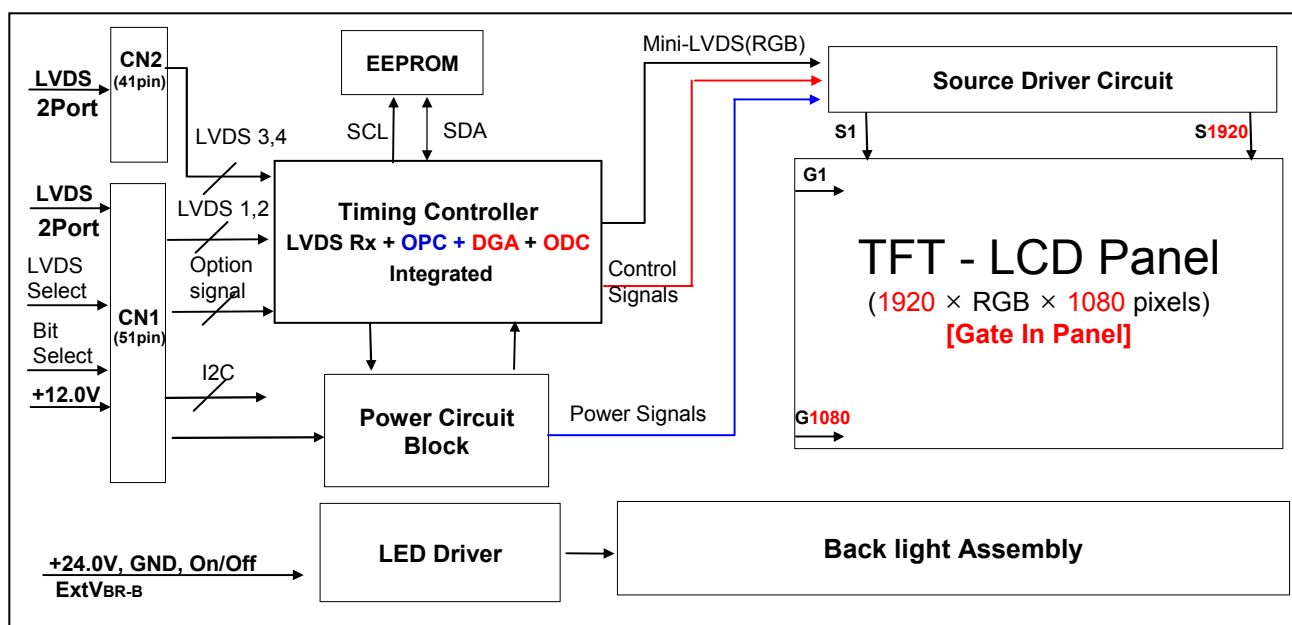 CN2
(41pin)
LVDS
2Port
EEPROM
SCL
SDA
Mini-LVDS(RGB)
Source Driver Circuit
S1
S1920
LVDS 3,4
LVDS
2Port
LVDS 1,2
LVDS
Select
Option
signal
Bit
Select
CN1
(51pin)
+12.0V
I2C
Timing Controller
LVDS Rx + OPC + DGA + ODC
Integrated
Control
Signals
Power Circuit
Block
Power Signals
G1
TFT - LCD Panel
(1920 × RGB × 1080 pixels)
[Gate In Panel]
G1080
+24.0V, GND, On/Off
ExtVBR-B
LED Driver
Back light Assembly